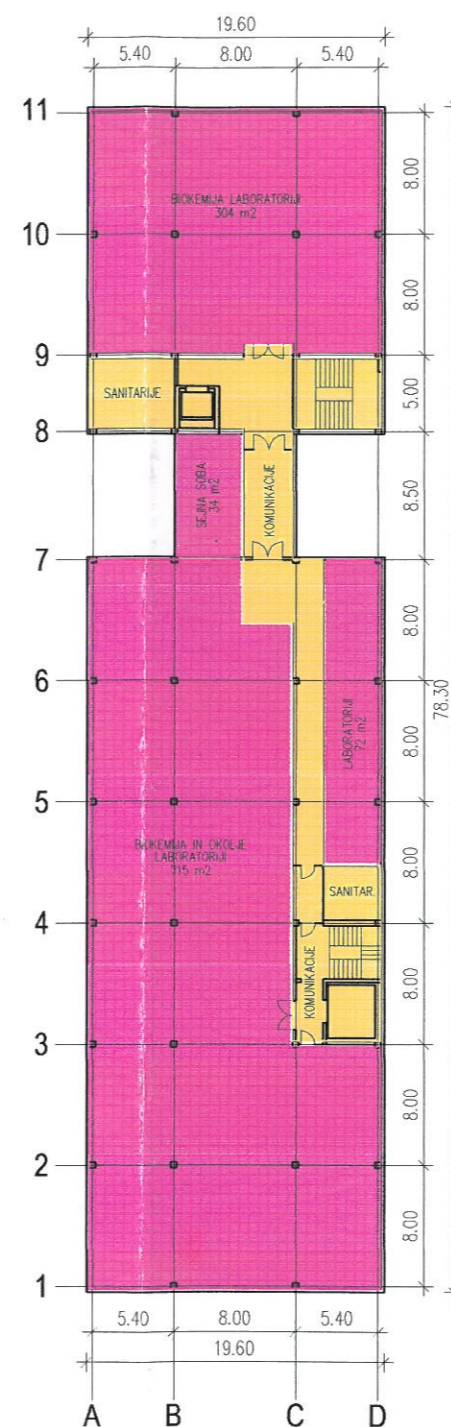 19.60
5.40 8.00 5.40
11
BIOKEMIJA LABORATORIJI
304 m2
8.00
10
8.00
9
SANITARIJE
5.00
8
SEJNA SOBA
34 m2
KOMUNIKACIJE
8.50
7
8.00
6
78.30
LABORATORIJI
72 m2
8.00
5
BIOKEMIJA IN OKOLJE
LABORATORIJI
315 m2
8.00
SANITAR.
4
KOMUNIKACIJE
8.00
3
8.00
2
8.00
1
5.40 8.00 5.40
19.60
A B C D